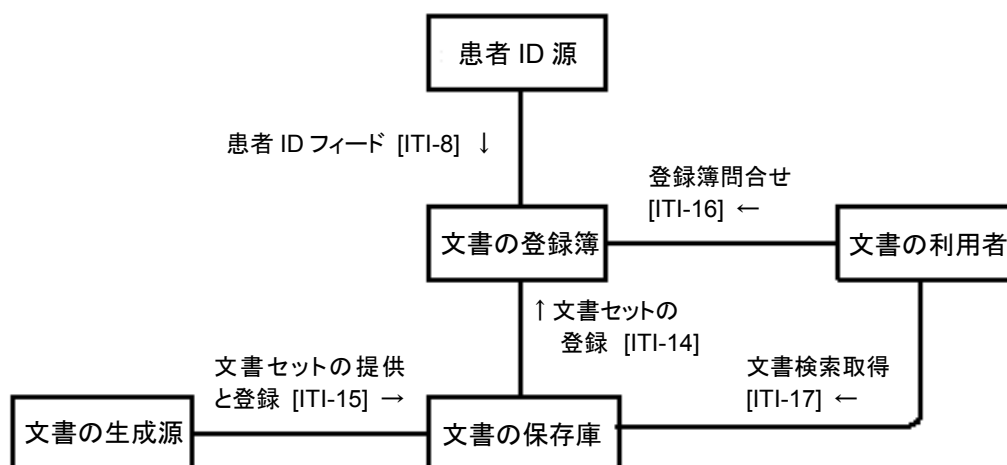 患者 ID 源
患者 ID フィード [ITI-8] ↓
登録簿問合せ
[ITI-16] ←
文書の登録簿
文書の利用者
↑文書セットの
登録 [ITI-14]
文書セットの提供
と登録 [ITI-15] →
文書検索取得
[ITI-17] ←
文書の生成源
文書の保存庫